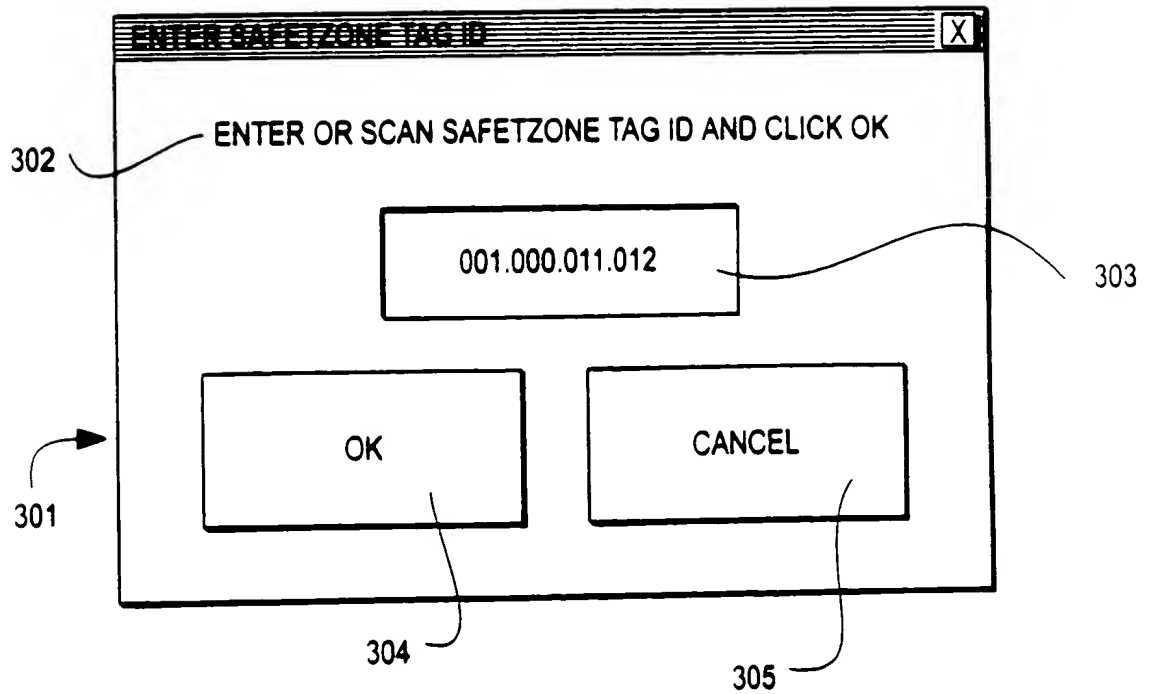 ENTER SAFETZONE TAG ID
X
ENTER OR SCAN SAFETZONE TAG ID AND CLICK OK
302
001.000.011.012
303
OK
CANCEL
301
304
305